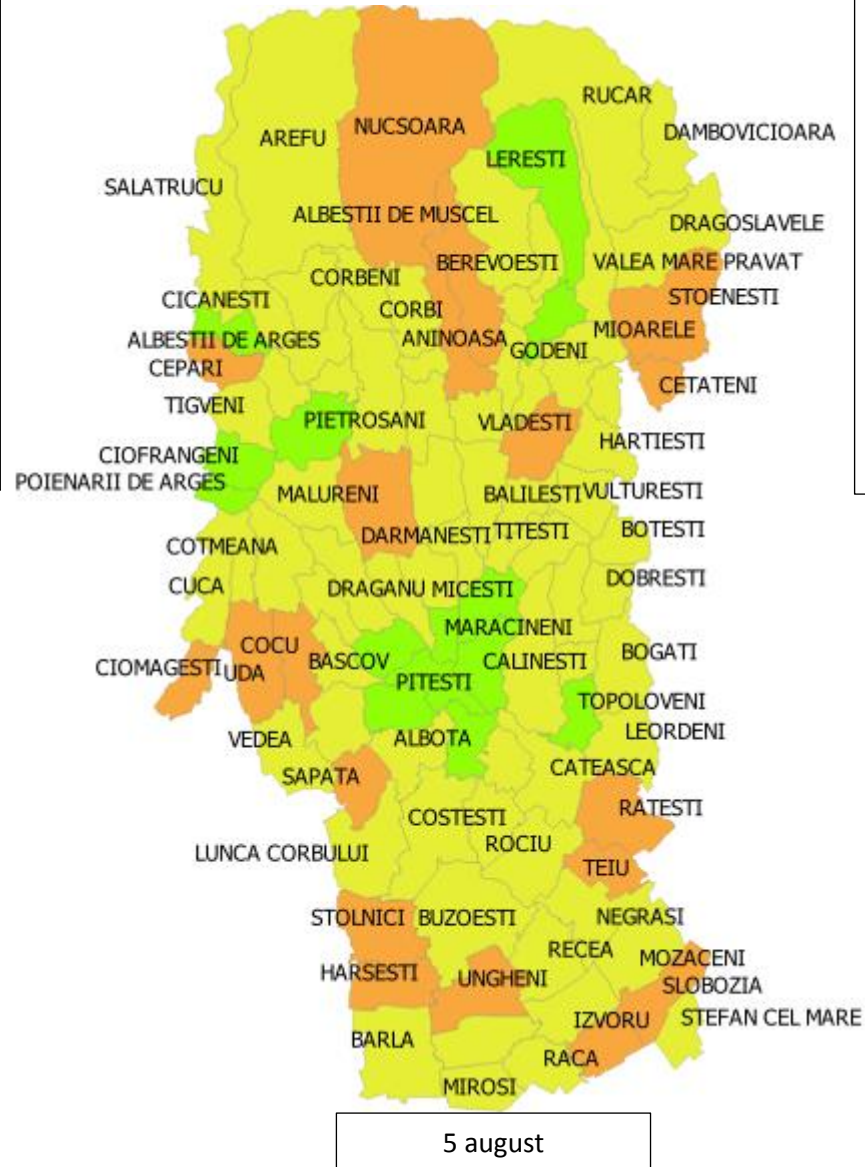 RUCAR
NUCSOARA
DAMBOVICIOARA
AREFU
LERESTI
SALATRUCU
ALBESTII DE MUSCEL
DRAGOSLAVELE
BEREVOESTI
VALEA MARE PRAVAT
CORBENI
CICANESTI
STOENESTI
CORBI
MIOARELE
ALBESTII DE ARGES
ANINOASA
GODENI
CEPARI
CETATENI
TIGVENI
PIETROSANI
VLADESTI
HARTIESTI
CIOFRANGENI
POIENARII DE ARGES
MALURENI
BALILESTI
VULTURESTI
DARMANESTI
TITESTI
BOTESTI
COTMEANA
CUCA
DRAGANU
MICESTI
DOBRESTI
MARACINENI
COCU
BASCOV
CALINESTI
BOGATI
CIOMAGESTI
UDA
PITESTI
TOPOLOVENI
LEORDENI
VEDEA
ALBOTA
SAPATA
CATEASCA
RATESTI
COSTESTI
ROCIU
LUNCA CORBULUI
TEIU
STOLNICI
BUZOESTI
NEGRASI
RECEA
MOZACENI
HARSESTI
UNGHENI
SLOBOZIA
IZVORU
STEFAN CEL MARE
BARLA
RACA
MIROSI
5 august